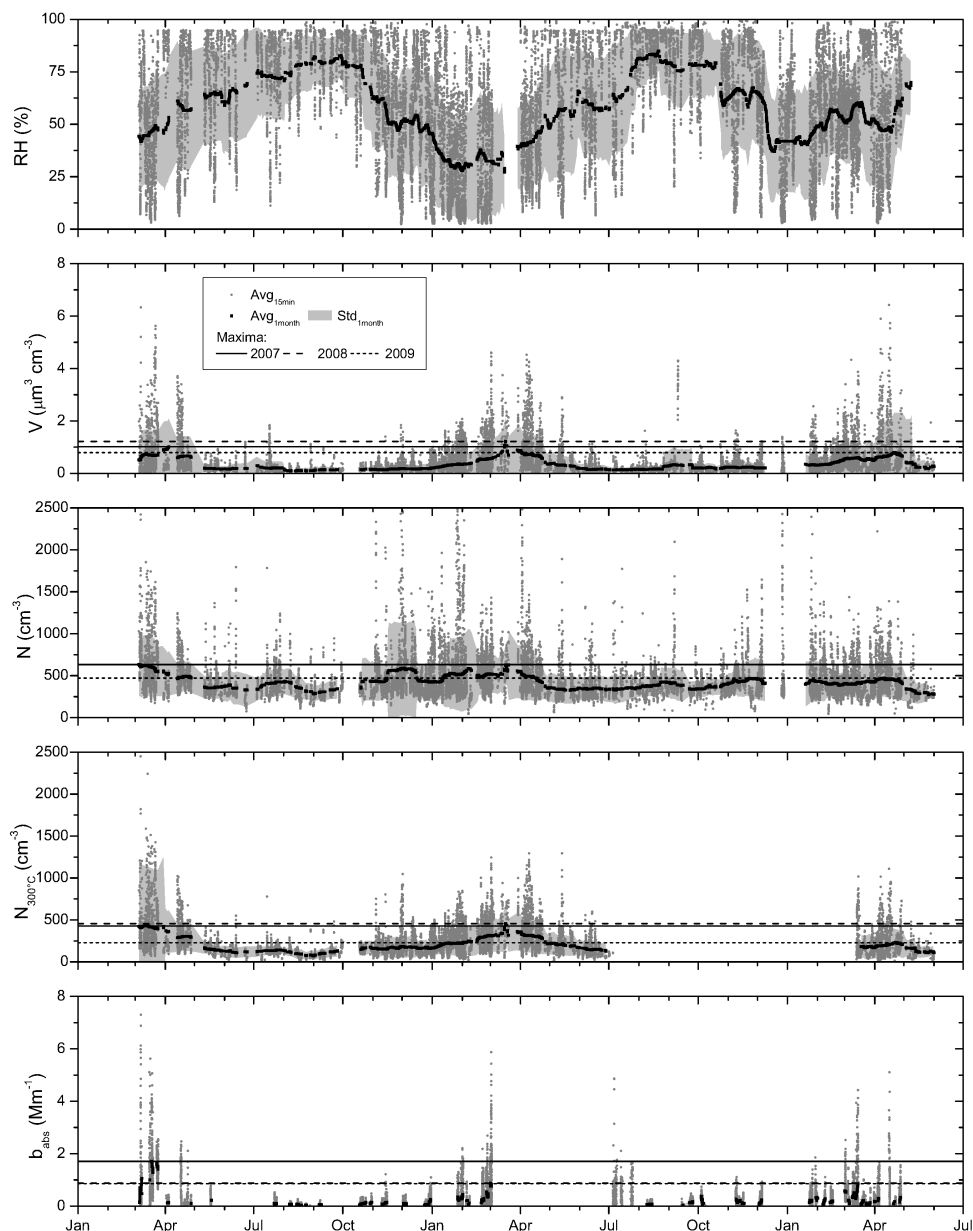 100
75
50
25
0
RH (%)
8
6
4
2
0
V (μm³ cm⁻³)
Avg15min
Avg1month Std1month
Maxima:
2007 2008 2009
2500
2000
1500
1000
500
0
N (cm⁻³)
2500
2000
1500
1000
500
0
N300°C (cm⁻³)
8
6
4
2
0
babs (Mm⁻¹)
Jan Apr Jul Oct Jan Apr Jul Oct Jan Apr Jul